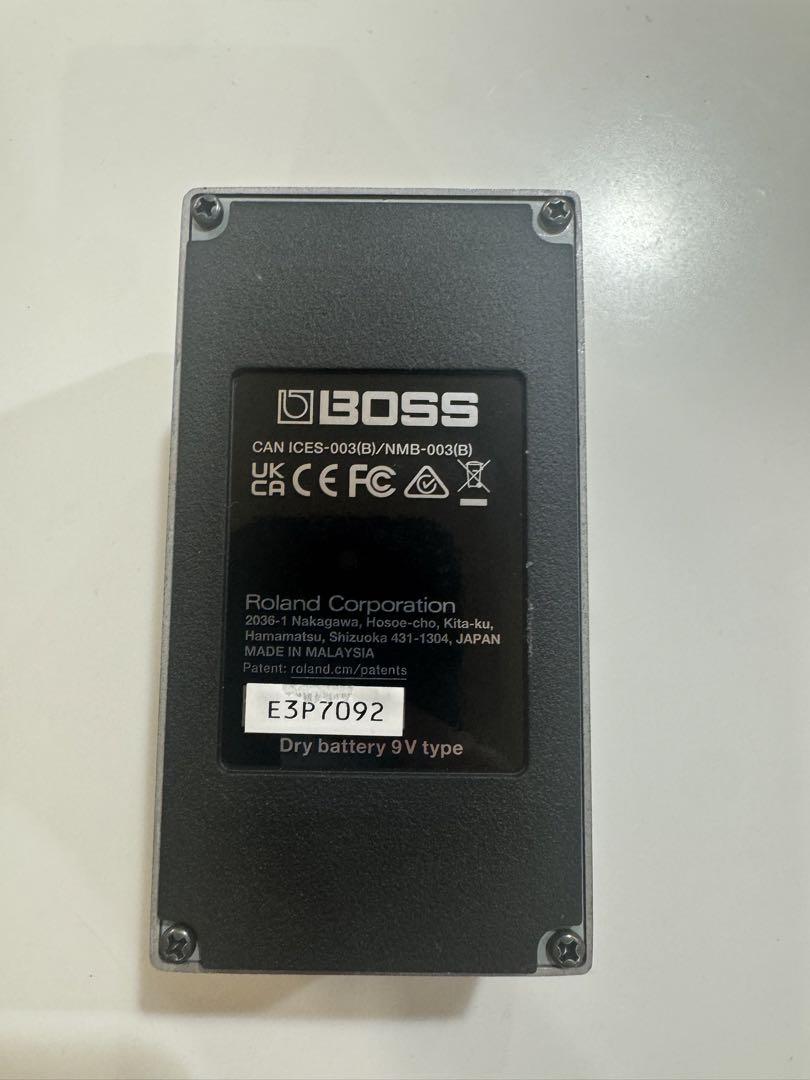 BOSS
CAN ICES-003(B)/NMB-003(B)
UK CA CE FC
Roland Corporation
2036-1 Nakagawa, Hosoe-cho, Kita-ku,
Hamamatsu, Shizuoka 431-1304, JAPAN
MADE IN MALAYSIA
Patent: roland.cm/patents
E3P7092
Dry battery 9V type